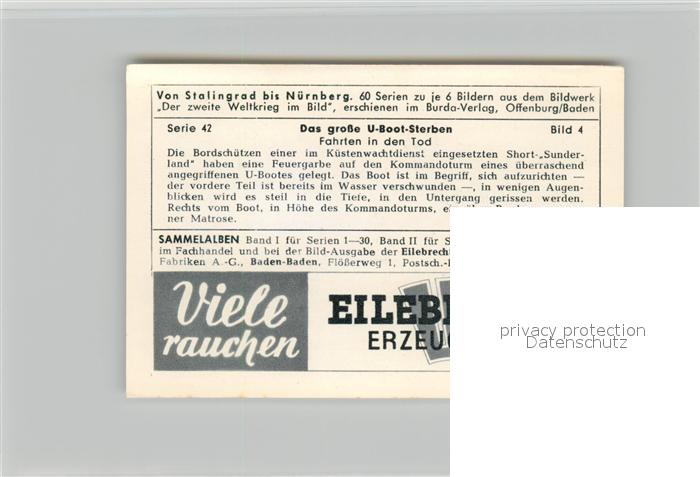 Von Stalingrad bis Nürnberg. 60 Serien zu je 6 Bildern aus dem Bildwerk
„Der zweite Weltkrieg im Bild", erschienen im Burda-Verlag, Offenburg/Baden
Serie 42 Das große U-Boot-Sterben Bild 4
Fahrten in den Tod
Die Bordschützen einer im Küstenwachtdienst eingesetzten Short-„Sunder-
land" haben eine Feuergarbe auf den Kommandoturm eines überraschend
angegriffenen U-Bootes gelegt. Das Boot ist im Begriff, sich aufzurichten —
der vordere Teil ist bereits im Wasser verschwunden —, in wenigen Augen-
blicken wird es steil in die Tiefe, in den Untergang gerissen werden.
Rechts vom Boot, in Höhe des Kommandoturms, ein
ner Matrose.
SAMMELALBEN Band I für Serien 1—30, Band II für S
im Fachhandel und bei der Bild-Ausgabe der Eilebrecht
Fabriken A.-G., Baden-Baden, Flößerweg 1, Postsch.-
Viele
rauchen
EILEB
ERZEU
privacy protection
Datenschutz